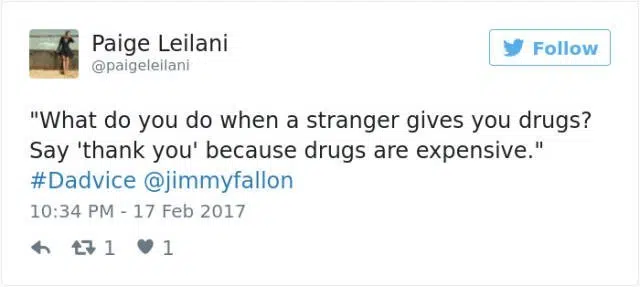 Paige Leilani
@paigeleilani
Follow
"What do you do when a stranger gives you drugs?
Say 'thank you' because drugs are expensive."
#Dadvice @jimmyfallon
10:34 PM - 17 Feb 2017
1 1